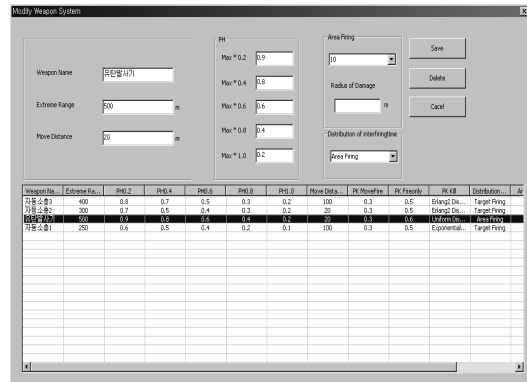 Modify Weapon System
PH
Area Firing
Weapon Name 유탄발사기
Extreme Range 500 m
Move Distance 20 m
Max * 0.2 0.9
Max * 0.4 0.8
Max * 0.6 0.6
Max * 0.8 0.4
Max * 1.0 0.2
10
Radius of Damage
m
Distribution of interfiringtime
Area Firing
Save
Delete
Cacel
Weapon Na... Extreme Ra... PH0.2 PH0.4 PH0.6 PH0.8 PH1.0 Move Dista... PK MoveFire PK Fireonly PK Kill Distribution... Ar
자동소총3 400 0.8 0.7 0.5 0.3 0.2 100 0.3 0.5 Erlang2 Dis... Target Firing
자동소총2 300 0.7 0.5 0.4 0.3 0.2 20 0.3 0.5 Erlang2 Dis... Target Firing
유탄발사기 500 0.9 0.8 0.6 0.4 0.2 20 0.3 0.6 Uniform Dis... Area Firing
자동소총1 250 0.6 0.5 0.4 0.2 0.1 100 0.3 0.5 Exponential... Target Firing